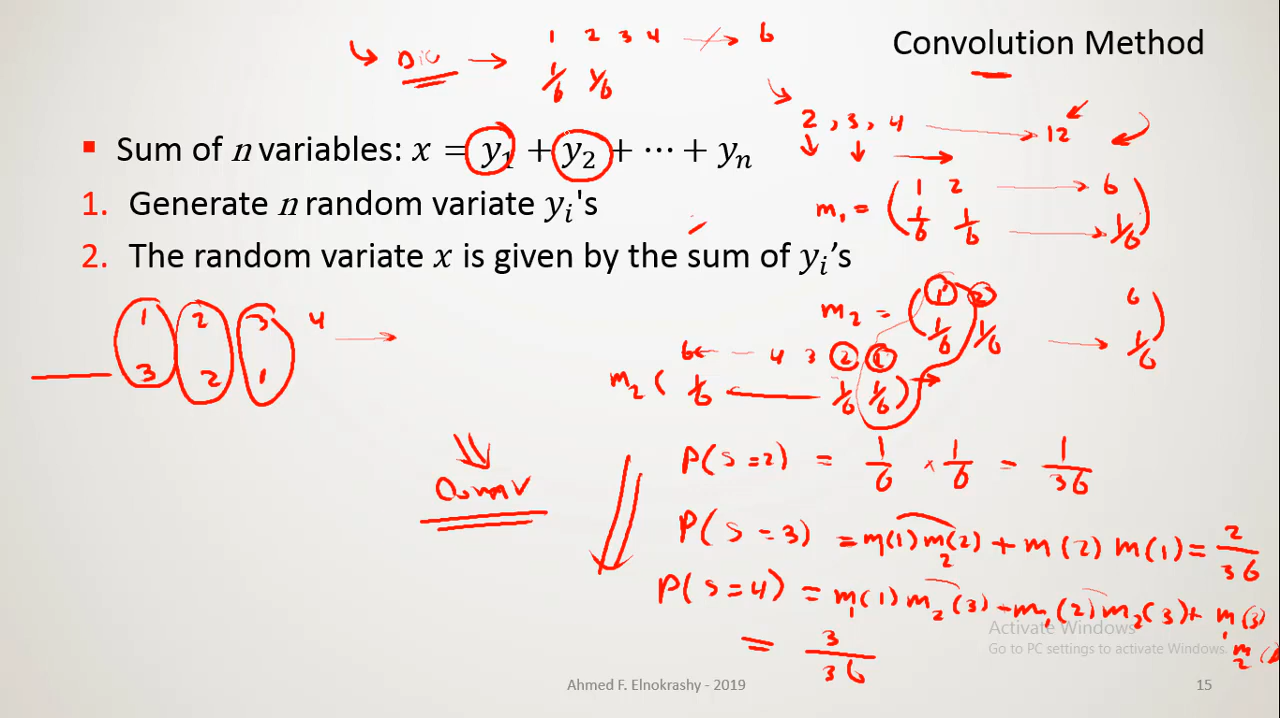 Convolution Method
1 2 3 4 → 6
Dic →
1/6 1/6
2, 3, 4 → 12
▪ Sum of n variables: x = y₁ + y₂ + ⋯ + yₙ
1. Generate n random variate yᵢ's
2. The random variate x is given by the sum of yᵢ's
m₁ = ( 1 2 → 6 )
1/6 1/6 → 1/6
m₂ = ( 1 2 6 )
1/6 1/6 → 1/6
1 2 3 4 →
3 2 1
6 ← 4 3 2 1
m₂ ( 1/6 1/6 1/6 )
P(s=2) = 1/6 × 1/6 = 1/36
Conv
P(s=3) = m(1) m₂(2) + m(2) m(1) = 2/36
P(s=4) = m₁(1) m₂(3) + m₁(2) m₂(3) + m₁(3)
m₂(
= 3/36
Activate Windows
Go to PC settings to activate Windows.
Ahmed F. Elnokrashy - 2019
15